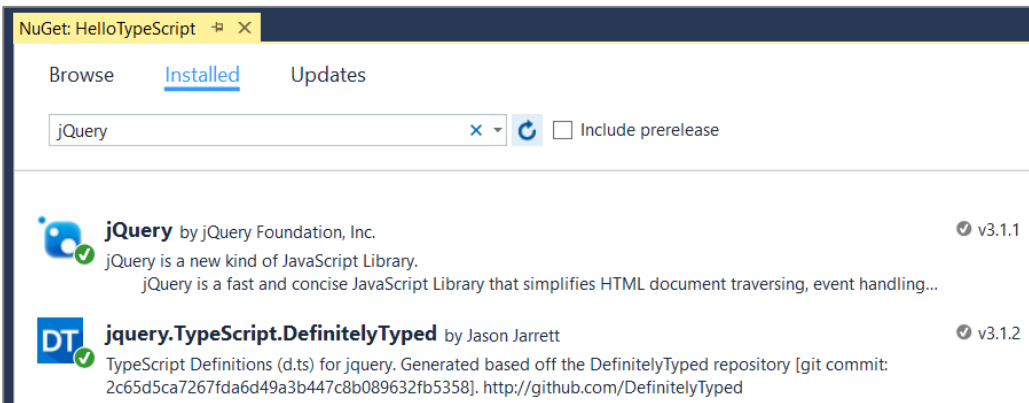 NuGet: HelloTypeScript
Browse Installed Updates
jQuery Include prerelease
jQuery by jQuery Foundation, Inc. v3.1.1
jQuery is a new kind of JavaScript Library.
jQuery is a fast and concise JavaScript Library that simplifies HTML document traversing, event handling...
DT jquery.TypeScript.DefinitelyTyped by Jason Jarrett v3.1.2
TypeScript Definitions (d.ts) for jquery. Generated based off the DefinitelyTyped repository [git commit:
2c65d5ca7267fda6d49a3b447c8b089632fb5358]. http://github.com/DefinitelyTyped